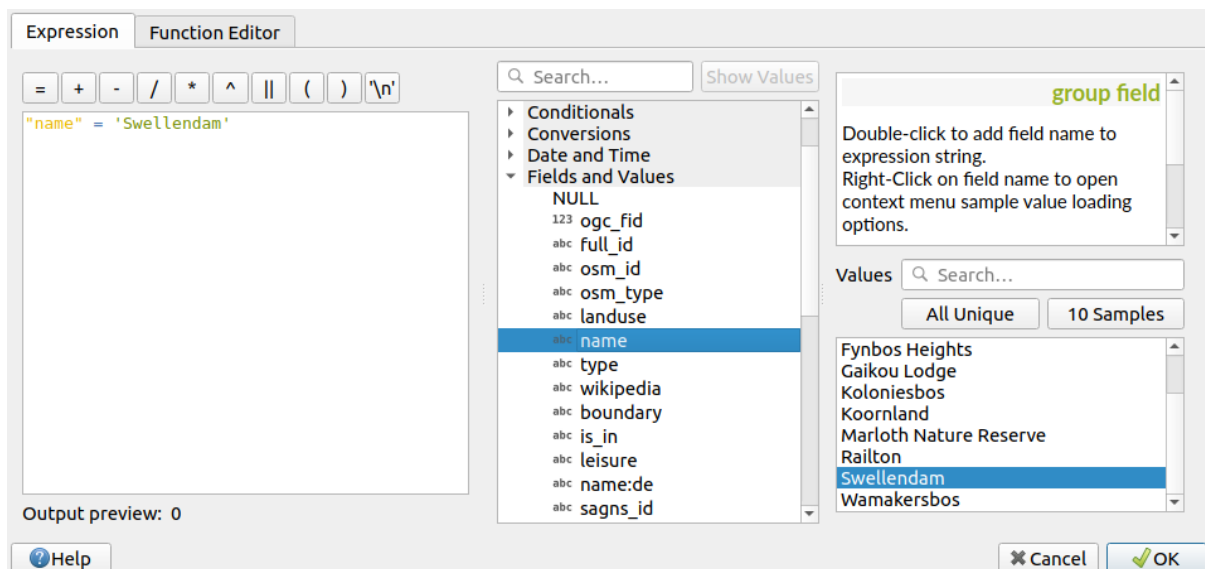 Expression
Function Editor
= + - / * ^ || ( ) '\n'
"name" = 'Swellendam'
Output preview: 0
Search...
Show Values
Conditionals
Conversions
Date and Time
Fields and Values
NULL
123 ogc_fid
abc full_id
abc osm_id
abc osm_type
abc landuse
abc name
abc type
abc wikipedia
abc boundary
abc is_in
abc leisure
abc name:de
abc sagns_id
group field
Double-click to add field name to
expression string.
Right-Click on field name to open
context menu sample value loading
options.
Values
Search...
All Unique
10 Samples
Fynbos Heights
Gaikou Lodge
Koloniesbos
Koornland
Marloth Nature Reserve
Railton
Swellendam
Wamakersbos
?Help
Cancel
OK